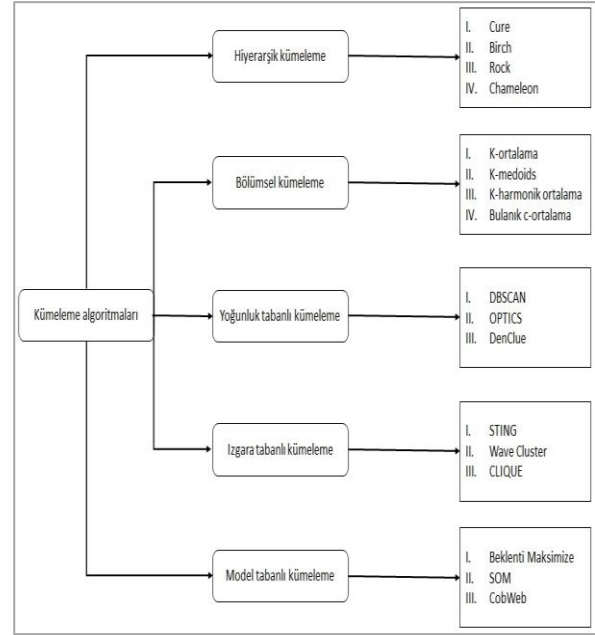 Hiyerarşik kümeleme
I. Cure
II. Birch
III. Rock
IV. Chameleon
Bölümsel kümeleme
I. K-ortalama
II. K-medoids
III. K-harmonik ortalama
IV. Bulanık c-ortalama
Kümeleme algoritmaları
Yoğunluk tabanlı kümeleme
I. DBSCAN
II. OPTICS
III. DenClue
Izgara tabanlı kümeleme
I. STING
II. Wave Cluster
III. CLIQUE
Model tabanlı kümeleme
I. Beklenti Maksimize
II. SOM
III. CobWeb